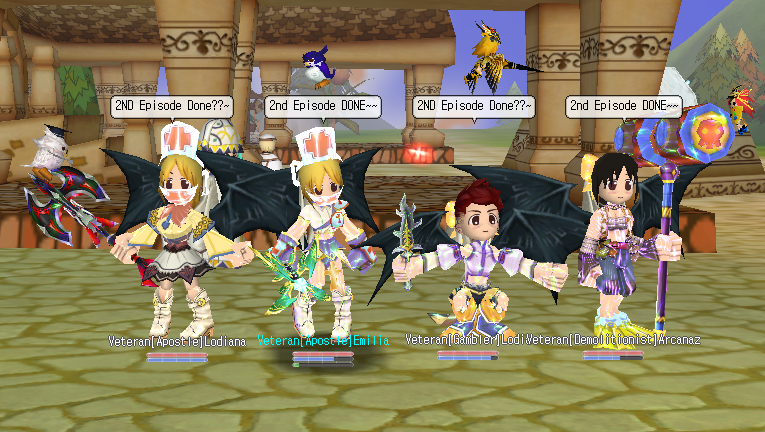 2ND Episode Done??~
2nd Episode DONE~~
2ND Episode Done??~
2nd Episode DONE~~
Veteran[Apostle]Lodiana
Veteran[Apostle]Emilia
Veteran[Gambler]Lodi
Veteran[Demolitionist]Arcanaz